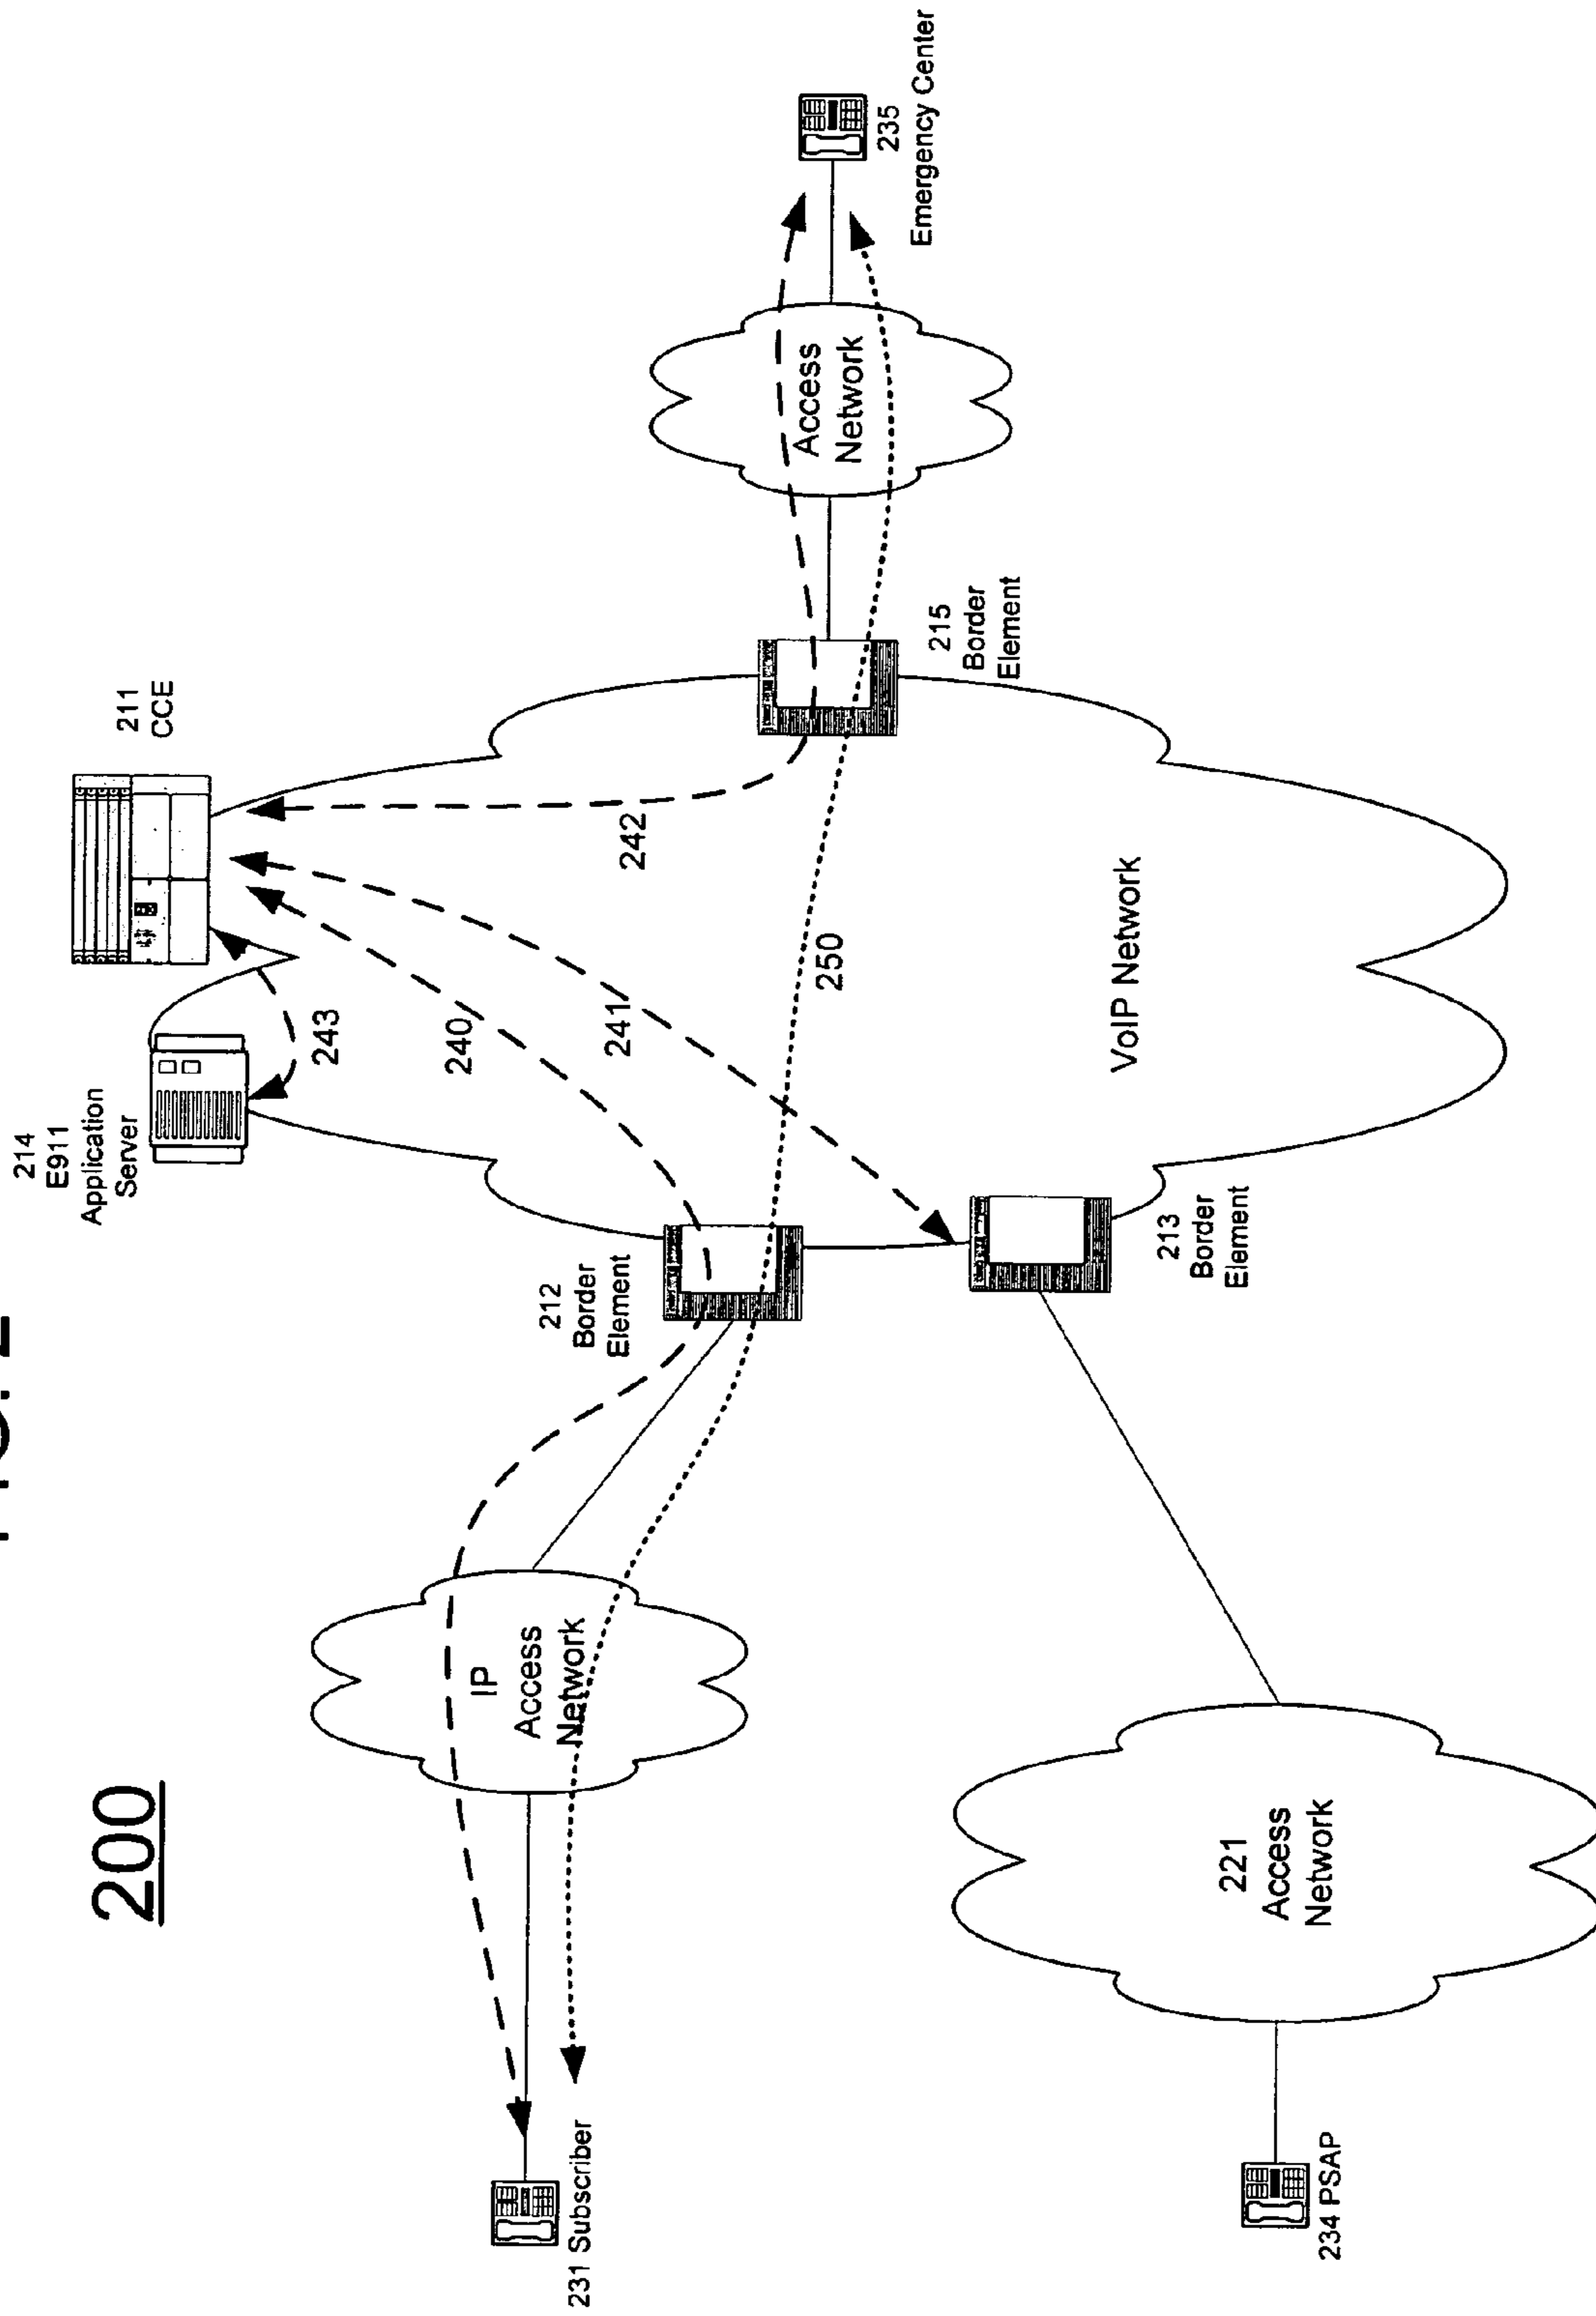 200
214
E911
Application
Server
211
CCE
243
240
242
241
IP
Access
Network
212
Border
Element
250
Access
Network
235
Emergency Center
231 Subscriber
215
Border
Element
VoIP Network
213
Border
Element
221
Access
Network
234 PSAP